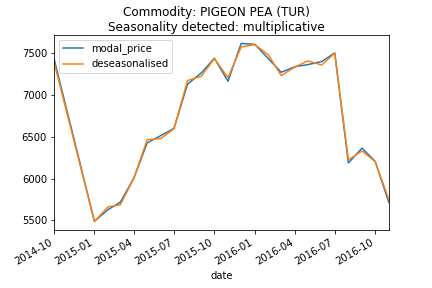 Commodity: PIGEON PEA (TUR)
Seasonality detected: multiplicative
modal_price
deseasonalised
7500
7000
6500
6000
5500
2014-10
2015-01
2015-04
2015-07
2015-10
2016-01
2016-04
2016-07
2016-10
date